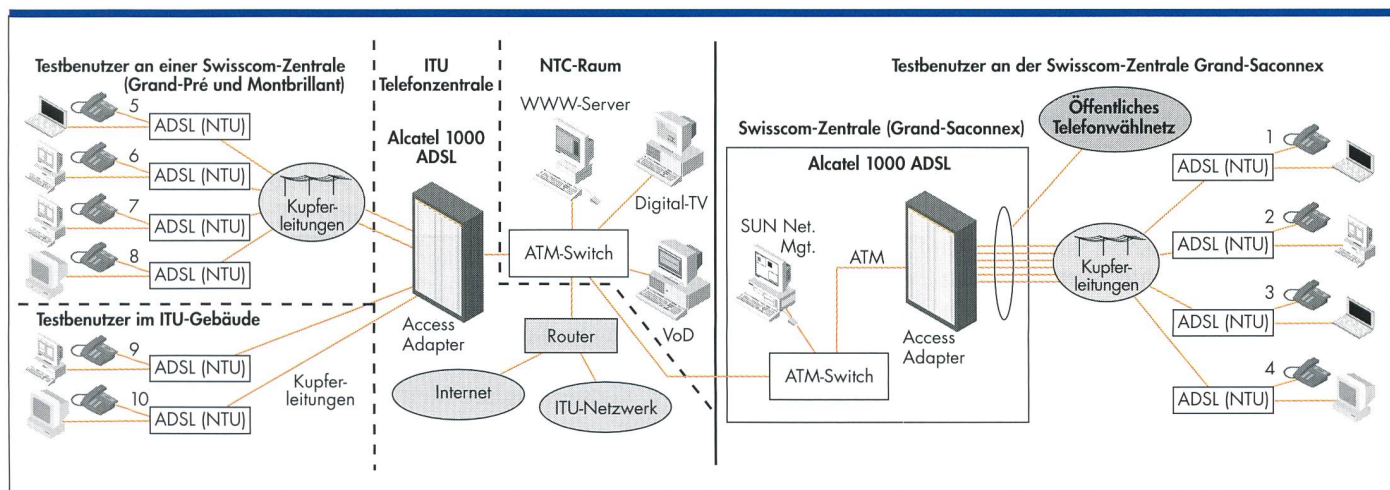 Testbenutzer an einer Swisscom-Zentrale
(Grand-Pré und Montbrillant)
5
ADSL (NTU)
6
ADSL (NTU)
7
ADSL (NTU)
8
ADSL (NTU)
Kupfer-
leitungen
Testbenutzer im ITU-Gebäude
9
ADSL (NTU)
10
ADSL (NTU)
Kupfer-
leitungen
ITU
Telefonzentrale
Alcatel 1000
ADSL
Access
Adapter
NTC-Raum
WWW-Server
Digital-TV
ATM-Switch
VoD
Router
Internet
ITU-Netzwerk
Testbenutzer an der Swisscom-Zentrale Grand-Saconnex
Öffentliches
Telefonwählnetz
Swisscom-Zentrale (Grand-Saconnex)
Alcatel 1000 ADSL
SUN Net.
Mgt.
ATM
Access
Adapter
ATM-Switch
Kupfer-
leitungen
1
ADSL (NTU)
2
ADSL (NTU)
3
ADSL (NTU)
4
ADSL (NTU)